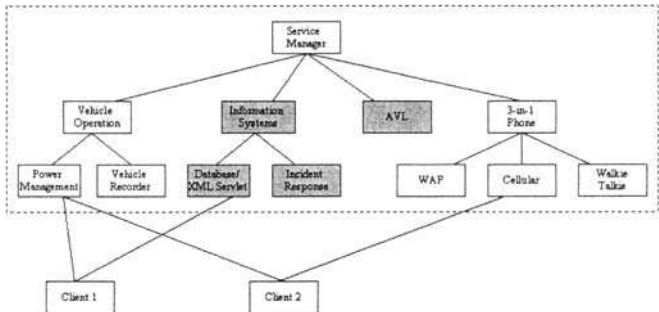 Service
Manager
Vehicle
Operation
Information
Systems
AVL
3-in-1
Phone
Power
Management
Vehicle
Recorder
Database/
XML Servlet
Incident
Response
WAP
Cellular
Walkie
Talkie
Client 1
Client 2